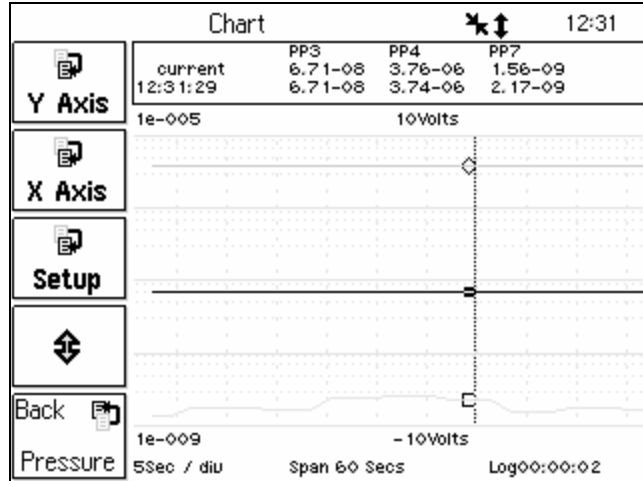 Chart 12:31
PP3 PP4 PP7
current 6.71-08 3.76-06 1.56-09
12:31:29 6.71-08 3.74-06 2.17-09
Y Axis
X Axis
Setup
Back
Pressure
1e-005 10Volts
1e-009 -10Volts
5Sec / div Span 60 Secs Log00:00:02